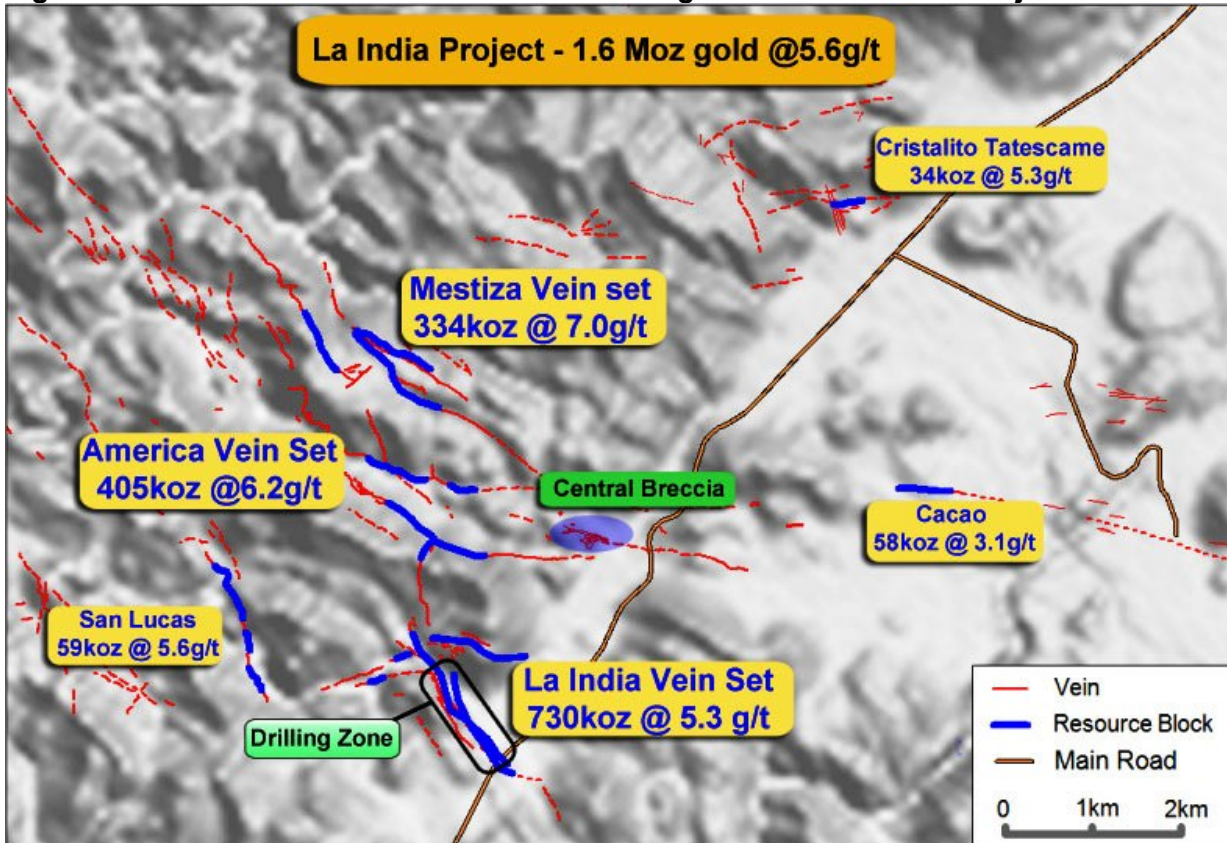 La India Project - 1.6 Moz gold @5.6g/t
Cristalito Tatescame
34koz @ 5.3g/t
Mestiza Vein set
334koz @ 7.0g/t
America Vein Set
405koz @6.2g/t
Central Breccia
Cacao
58koz @ 3.1g/t
San Lucas
59koz @ 5.6g/t
La India Vein Set
730koz @ 5.3 g/t
Drilling Zone
Vein
Resource Block
Main Road
0 1km 2km